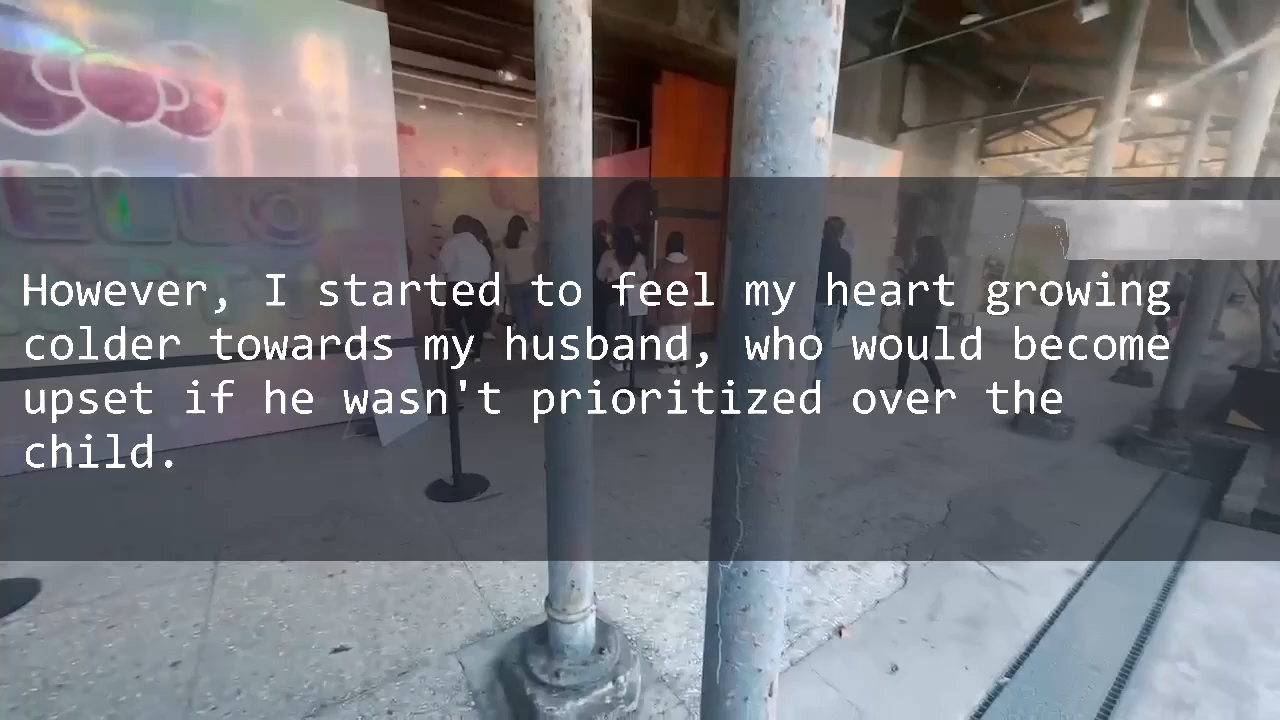 ELLO
However, I started to feel my heart growing
colder towards my husband, who would become
upset if he wasn't prioritized over the
child.